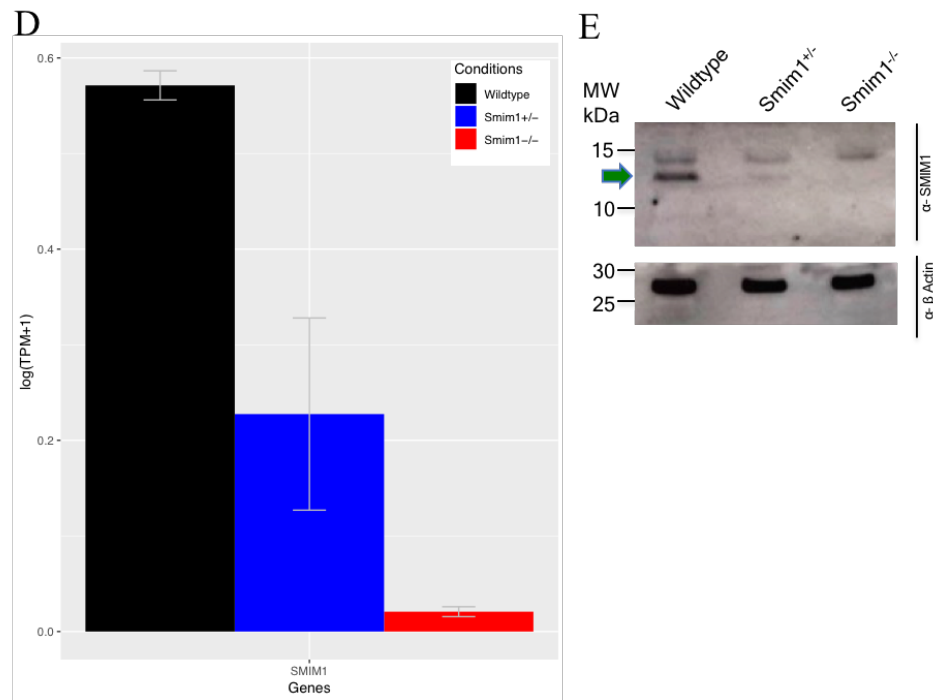 D
0.6
0.4
0.2
0.0
log(TPM+1)
Conditions
Wildtype
Smim1+/-
Smim1−/−
SMIM1
Genes
E
MW
kDa
Wildtype
Smim1+/-
Smim1-/-
15
10
α- SMIM1
30
25
α- β Actin